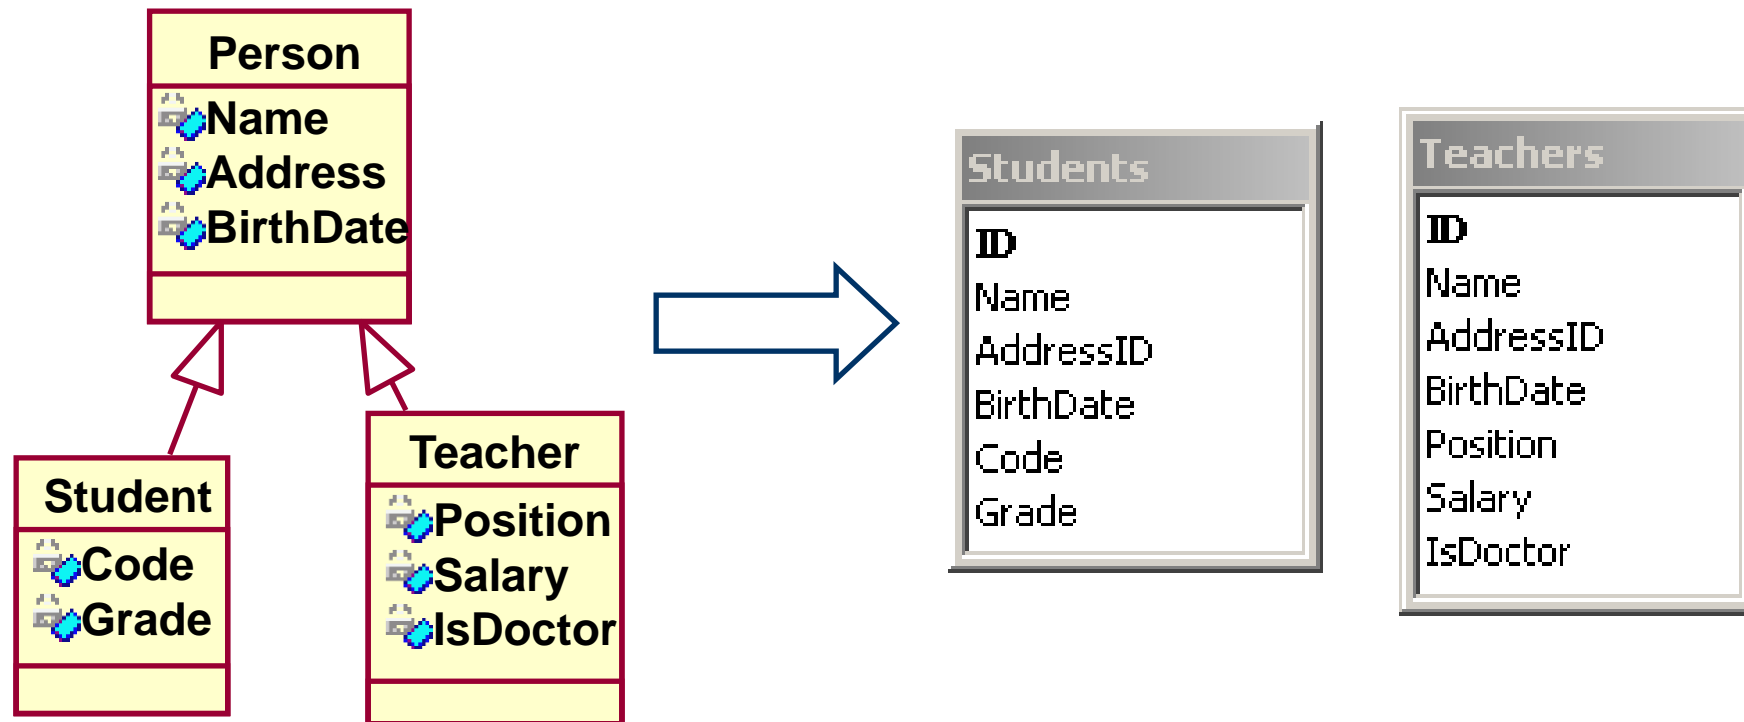 Person
Name
Address
BirthDate
Student
Code
Grade
Teacher
Position
Salary
IsDoctor
Students
ID
Name
AddressID
BirthDate
Code
Grade
Teachers
ID
Name
AddressID
BirthDate
Position
Salary
IsDoctor